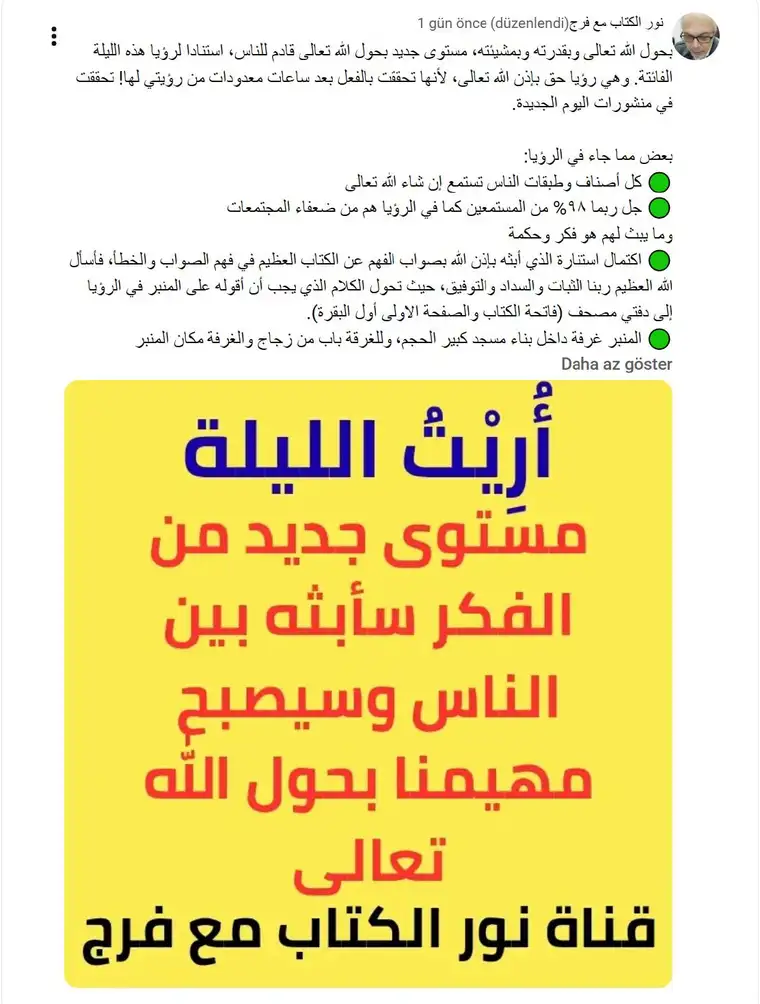 نور الكتاب مع فرج(düzenlendi) 1 gün önce
بحول الله تعالى وبقدرته وبمشيئته، مستوى جديد بحول الله تعالى قادم للناس، استنادا لرؤيا هذه الليلة
الفائتة. وهي رؤيا حق بإذن الله تعالى، لأنها تحققت بالفعل بعد ساعات معدودات من رؤيتي لها! تحققت
في منشورات اليوم الجديدة.
بعض مما جاء في الرؤيا:
🟢 كل أصناف وطبقات الناس تستمع إن شاء الله تعالى
🟢 جل ربما ٩٨% من المستمعين كما في الرؤيا هم من ضعفاء المجتمعات
وما يبث لهم هو فكر وحكمة
🟢 اكتمال استنارة الذي أبثه بإذن الله بصواب الفهم عن الكتاب العظيم في فهم الصواب والخطأ، فأسأل
الله العظيم ربنا الثبات والسداد والتوفيق، حيث تحول الكلام الذي يجب أن أقوله على المنبر في الرؤيا
إلى دفتي مصحف (فاتحة الكتاب والصفحة الاولى أول البقرة).
🟢 المنبر غرفة داخل بناء مسجد كبير الحجم، وللغرقة باب من زجاج والغرفة مكان المنبر
Daha az göster
أُرِيْتُ الليلة
مستوى جديد من
الفكر سأبثه بين
الناس وسيصبح
مهيمنا بحول الله
تعالى
قناة نور الكتاب مع فرج